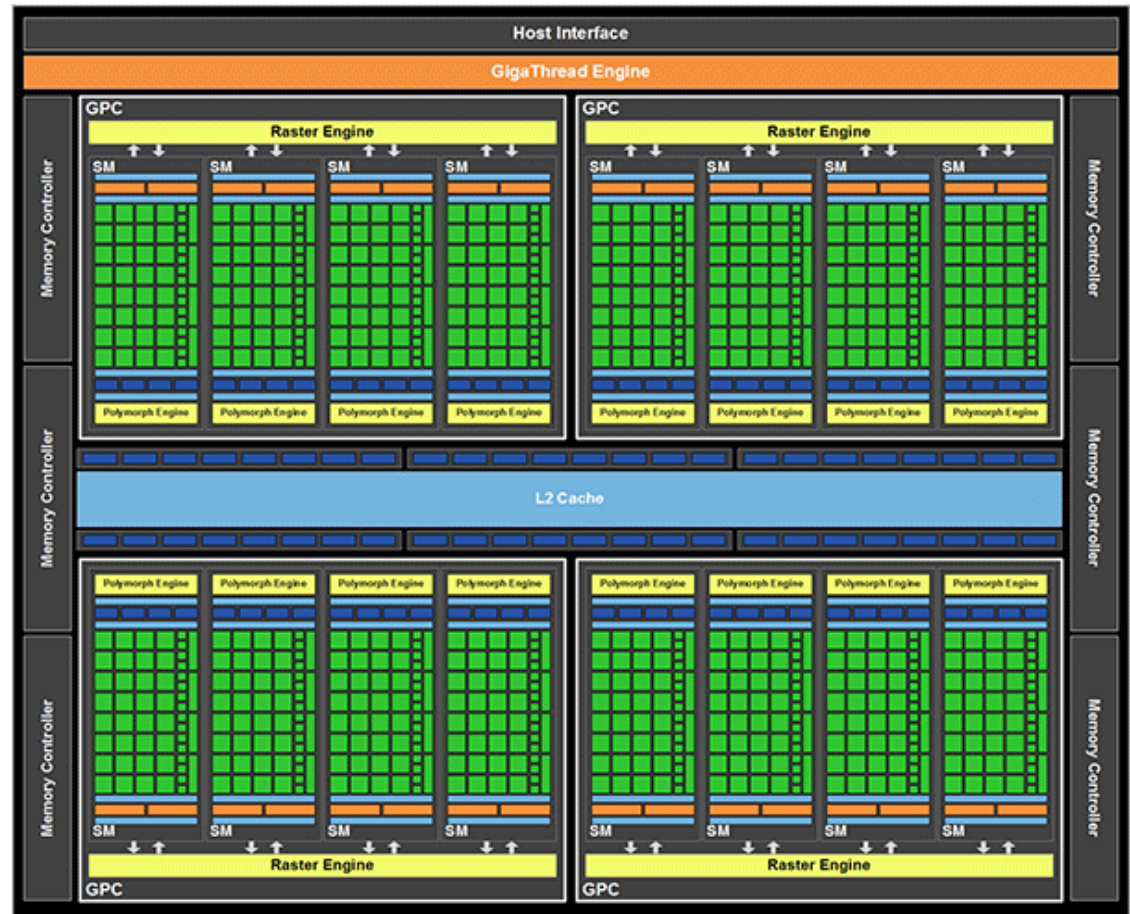 Host Interface
GigaThread Engine
GPC
GPC
Raster Engine
Raster Engine
SM
SM
SM
SM
SM
SM
SM
SM
Memory Controller
Memory Controller
Polymorph Engine
Polymorph Engine
Polymorph Engine
Polymorph Engine
Polymorph Engine
Polymorph Engine
Polymorph Engine
Polymorph Engine
Memory Controller
L2 Cache
Memory Controller
Polymorph Engine
Polymorph Engine
Polymorph Engine
Polymorph Engine
Polymorph Engine
Polymorph Engine
Polymorph Engine
Polymorph Engine
Memory Controller
Memory Controller
SM
SM
SM
SM
SM
SM
SM
SM
Raster Engine
Raster Engine
GPC
GPC